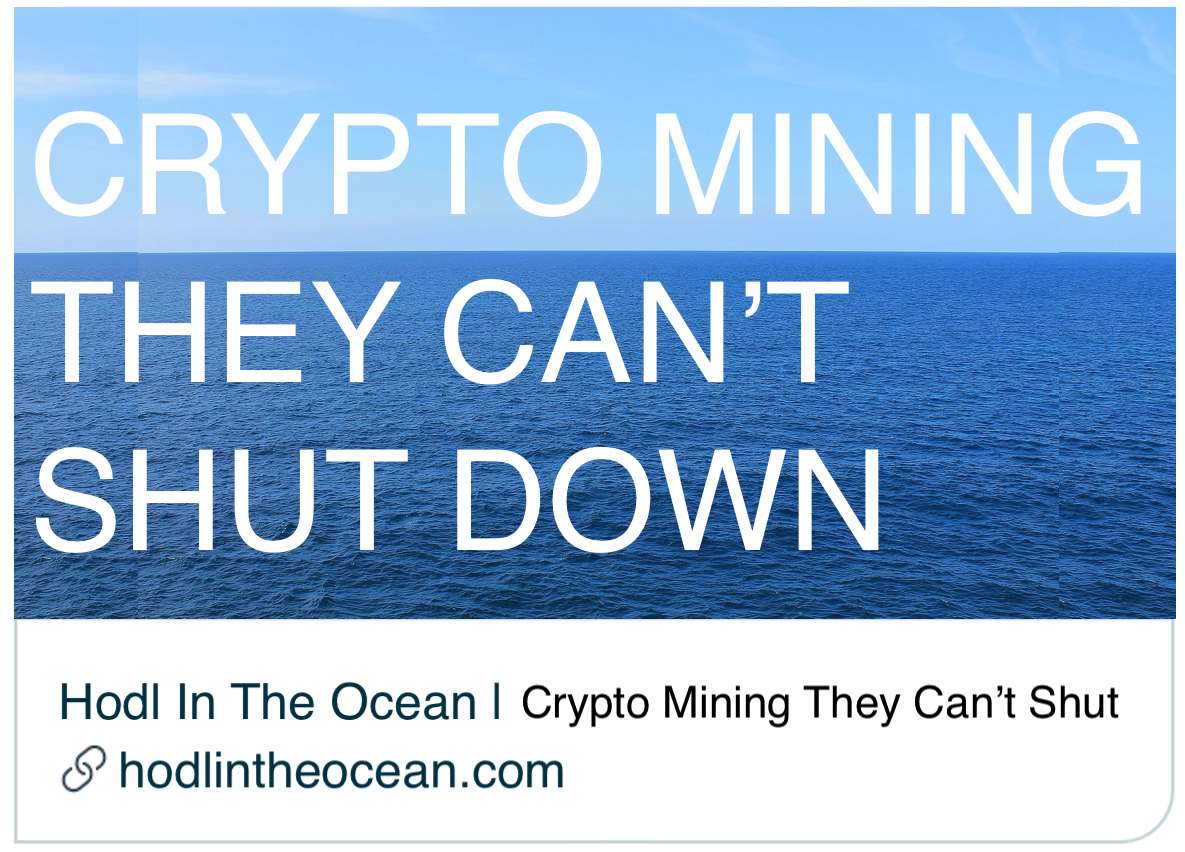 CRYPTO MINING
THEY CAN’T
SHUT DOWN
Hodl In The Ocean | Crypto Mining They Can’t Shut
hodlintheocean.com